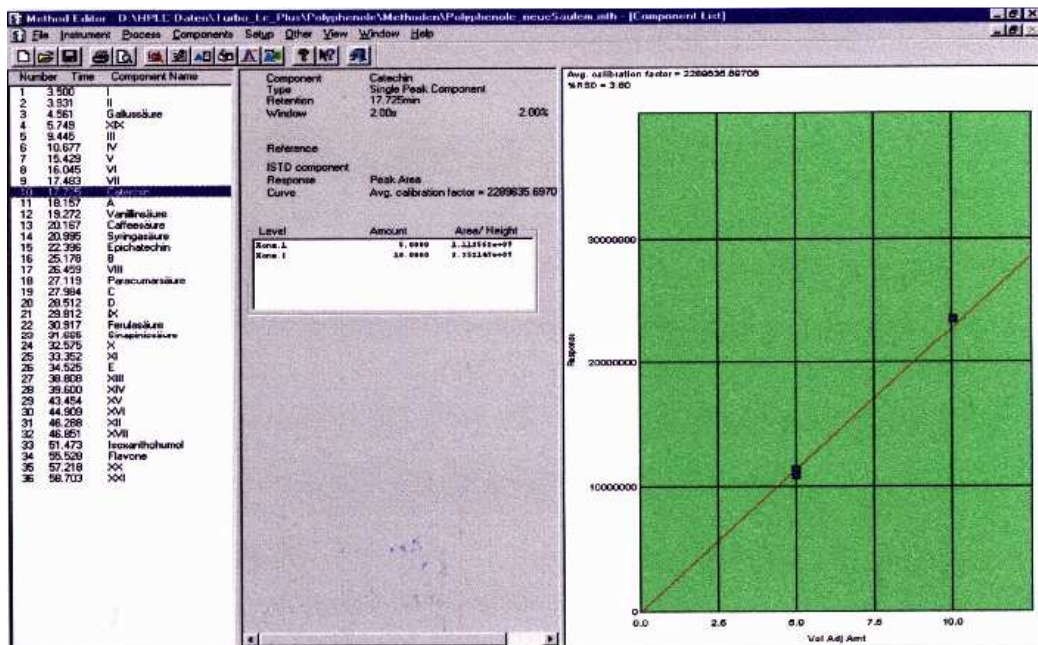 Method Editor - D:\HPLC-Daten\Turbo_Lc_Plus\Polyphenole\Methoden\Polyphenole_neueSaulem.mth - [Component List]
File Instrument Process Components Setup Other View Window Help
Number Time Component Name
1 3.500 I
2 3.931 II
3 4.561 Gallussäure
4 5.749 XIX
5 9.445 III
6 10.677 IV
7 15.429 V
8 16.045 VI
9 17.483 VII
10 17.725 Catechin
11 18.157 A
12 19.272 Vanillinsäure
13 20.167 Caffeesäure
14 20.995 Syringasäure
15 22.396 Epichatechin
16 25.178 B
17 26.459 VIII
18 27.119 Paracumarsäure
19 27.984 C
20 28.512 D
21 29.812 IX
22 30.917 Ferulasäure
23 31.665 Sinapinissäure
24 32.575 X
25 33.352 XI
26 34.525 E
27 38.808 XIII
28 39.600 XIV
29 43.454 XV
30 44.909 XVI
31 46.288 XII
32 46.851 XVII
33 51.473 Isoxanthohumol
34 55.528 Flavone
35 57.218 XX
36 58.703 XXI
Component Catechin
Type Single Peak Component
Retention 17.725min
Window 2.00s 2.00%
Reference
ISTD component
Response Peak Area
Curve Avg. calibration factor = 2289635.6970
Level Amount Area/ Height
5.0000
10.0000
Avg. calibration factor = 2289635.69706
%RSD = 3.60
Response
30000000
20000000
10000000
0
0.0 2.5 5.0 7.5 10.0
Vol Adj Amt